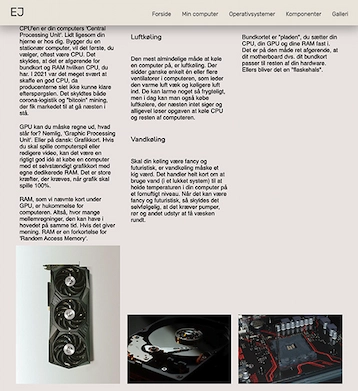 EJ
Forside Min computer Operativsystemer Komponenter Galleri
CPU'en er din computers 'Central
Processing Unit'. Lidt ligesom din
hjerne er hos dig. Bygger du en
stationær computer, vil det første, du
vælger, oftest være CPU. Det
skyldes, at det er afgørende for
bundkort og RAM hvilken CPU, du
har. I 2021 var det meget svært at
skaffe en god CPU, da
producenterne slet ikke kunne klare
efterspørgslen. Det skyldtes både
corona-logistik og "bitcoin" mining,
der fik markedet til at gå næsten i
stå.
GPU kan du måske regne ud, hvad
står for? Nemlig, 'Graphic Processing
Unit'. Eller på dansk: Grafikkort. Hvis
du skal spille computerspil eller
redigere video, kan det være en
rigtigt god idé at købe en computer
med et selvstændigt grafikkort med
egne dedikerede RAM. Det er store
kræfter, der kræves, når grafik skal
spille 100%.
RAM, som vi nævnte kort under
GPU, er hukommelse for
computeren. Altså, hvor mange
mellemregninger, den kan have i
hovedet på samme tid. Hvis det giver
mening. RAM er en forkortelse for
'Random Access Memory'.
Luftkøling
Den mest almindelige måde at køle
en computer på, er luftkøling. Der
sidder ganske enkelt én eller flere
ventilatorer i computeren, som leder
den varme luft væk og køligere luft
ind. De kan larme noget så frygteligt,
men i dag kan man også købe
luftkølere, der næsten intet siger og
alligevel løser opgaven at køle CPU
og resten af computeren.
Vandkøling
Skal din køling være fancy og
futuristisk, er vandkøling måske et
kig værd. Det handler helt kort om at
bruge vand (i et lukket system) til at
holde temperaturen i din computer på
et fornuftigt niveau. Når det kan være
fancy og futuristisk, så skyldes det
selvfølgelig, at det kræver pumper,
rør og andet udstyr at få væsken
rundt.
Bundkortet er "pladen", du sætter din
CPU, din GPU og dine RAM fast i.
Det er på den måde ret afgørende, at
dit motherboard dvs. dit bundkort
passer til resten af din hardware.
Ellers bliver det en "flaskehals".